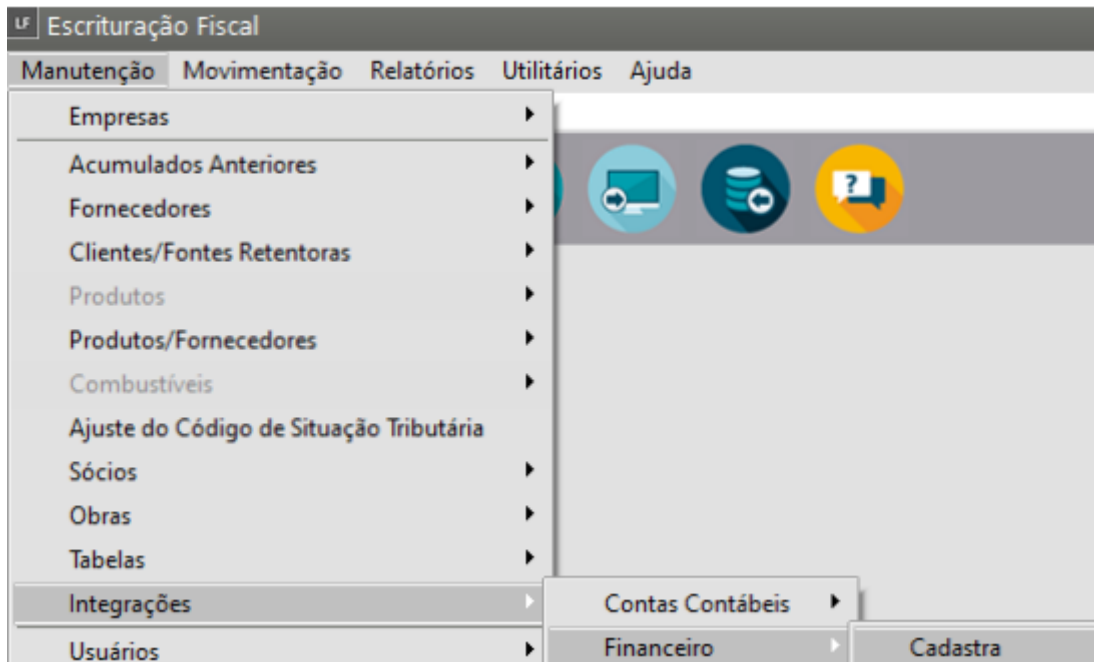 LF Escrituração Fiscal
Manutenção Movimentação Relatórios Utilitários Ajuda
Empresas
Acumulados Anteriores
Fornecedores
Clientes/Fontes Retentoras
Produtos
Produtos/Fornecedores
Combustíveis
Ajuste do Código de Situação Tributária
Sócios
Obras
Tabelas
Integrações Contas Contábeis
Usuários Financeiro Cadastra
?